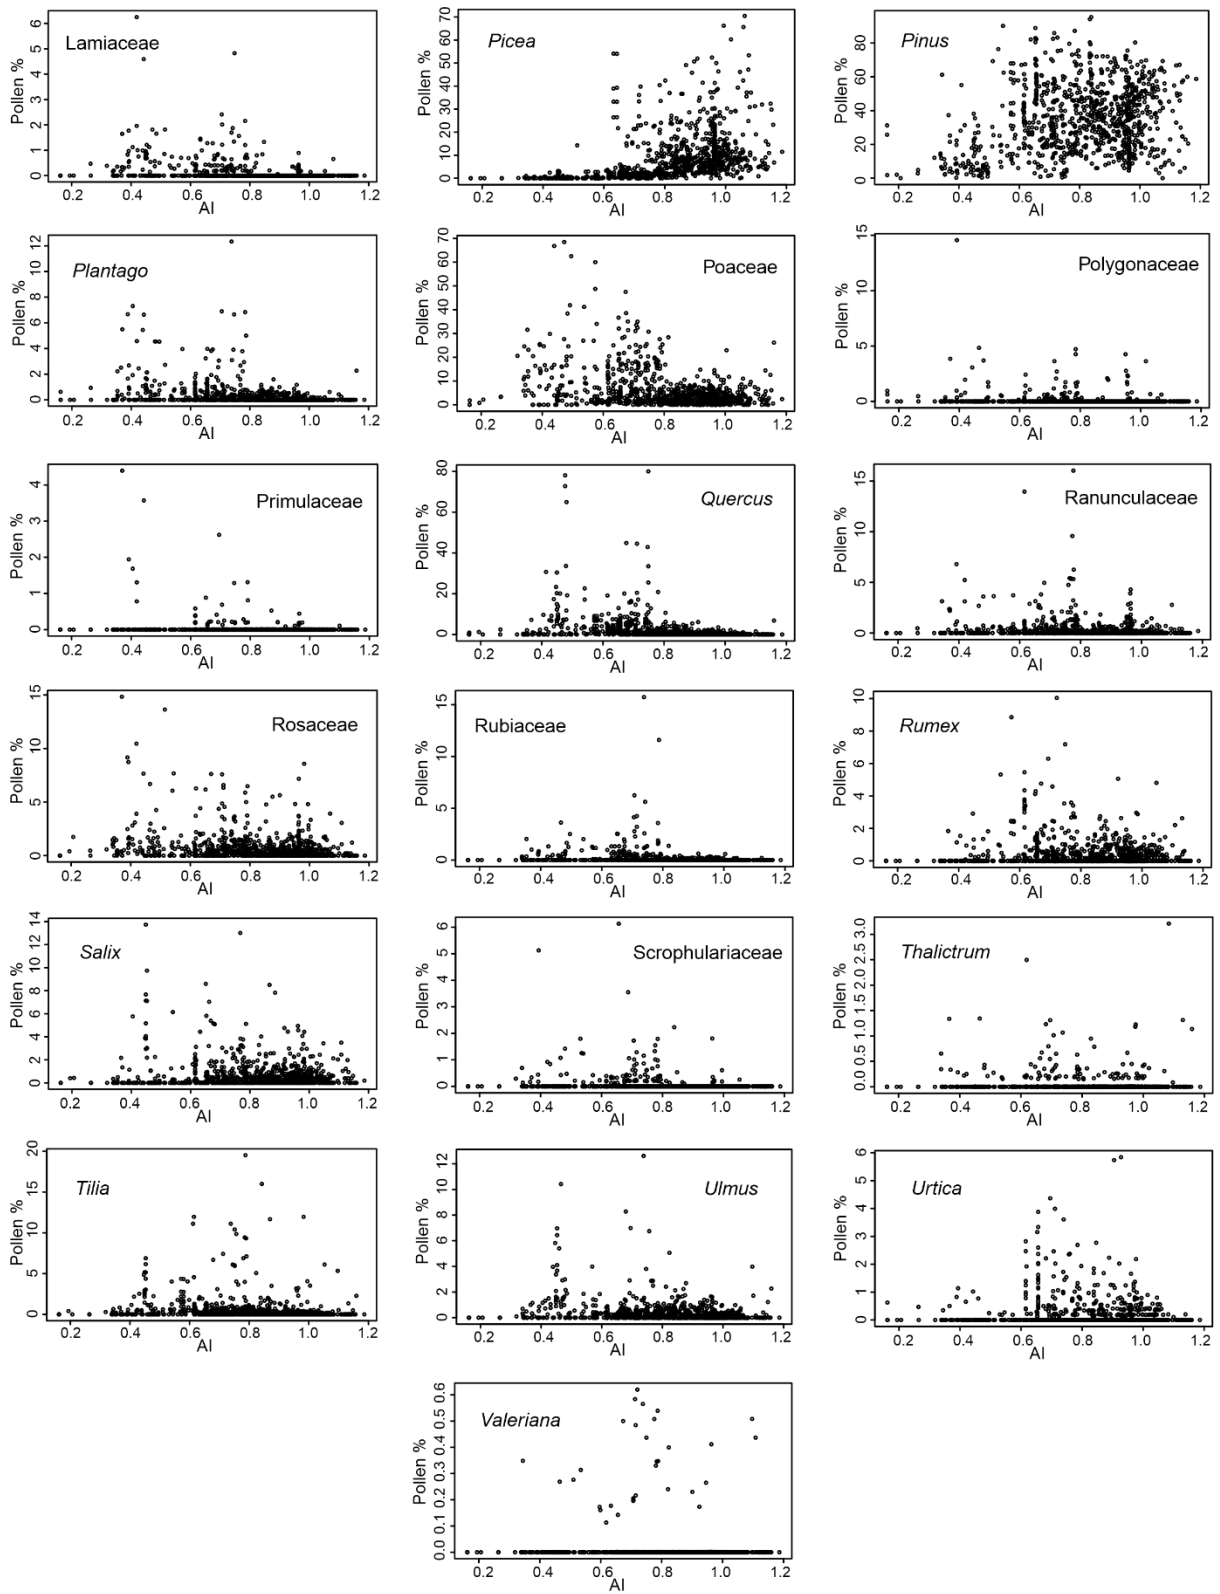 Lamiaceae
Pollen %
0 1 2 3 4 5 6
0.2 0.4 0.6 0.8 1.0 1.2
AI
Picea
Pollen %
0 10 20 30 40 50 60 70
0.2 0.4 0.6 0.8 1.0 1.2
AI
Pinus
Pollen %
0 20 40 60 80
0.2 0.4 0.6 0.8 1.0 1.2
AI
Plantago
Pollen %
0 2 4 6 8 10 12
0.2 0.4 0.6 0.8 1.0 1.2
AI
Poaceae
Pollen %
0 10 20 30 40 50 60 70
0.2 0.4 0.6 0.8 1.0 1.2
AI
Polygonaceae
Pollen %
0 5 10 15
0.2 0.4 0.6 0.8 1.0 1.2
AI
Primulaceae
Pollen %
0 1 2 3 4
0.2 0.4 0.6 0.8 1.0 1.2
AI
Quercus
Pollen %
0 20 40 60 80
0.2 0.4 0.6 0.8 1.0 1.2
AI
Ranunculaceae
Pollen %
0 5 10 15
0.2 0.4 0.6 0.8 1.0 1.2
AI
Rosaceae
Pollen %
0 5 10 15
0.2 0.4 0.6 0.8 1.0 1.2
AI
Rubiaceae
Pollen %
0 5 10 15
0.2 0.4 0.6 0.8 1.0 1.2
AI
Rumex
Pollen %
0 2 4 6 8 10
0.2 0.4 0.6 0.8 1.0 1.2
AI
Salix
Pollen %
0 2 4 6 8 10 12 14
0.2 0.4 0.6 0.8 1.0 1.2
AI
Scrophulariaceae
Pollen %
0 1 2 3 4 5 6
0.2 0.4 0.6 0.8 1.0 1.2
AI
Thalictrum
Pollen %
0.0 0.5 1.0 1.5 2.0 2.5 3.0
0.2 0.4 0.6 0.8 1.0 1.2
AI
Tilia
Pollen %
0 5 10 15 20
0.2 0.4 0.6 0.8 1.0 1.2
AI
Ulmus
Pollen %
0 2 4 6 8 10 12
0.2 0.4 0.6 0.8 1.0 1.2
AI
Urtica
Pollen %
0 1 2 3 4 5 6
0.2 0.4 0.6 0.8 1.0 1.2
AI
Valeriana
Pollen %
0.0 0.1 0.2 0.3 0.4 0.5 0.6
0.2 0.4 0.6 0.8 1.0 1.2
AI